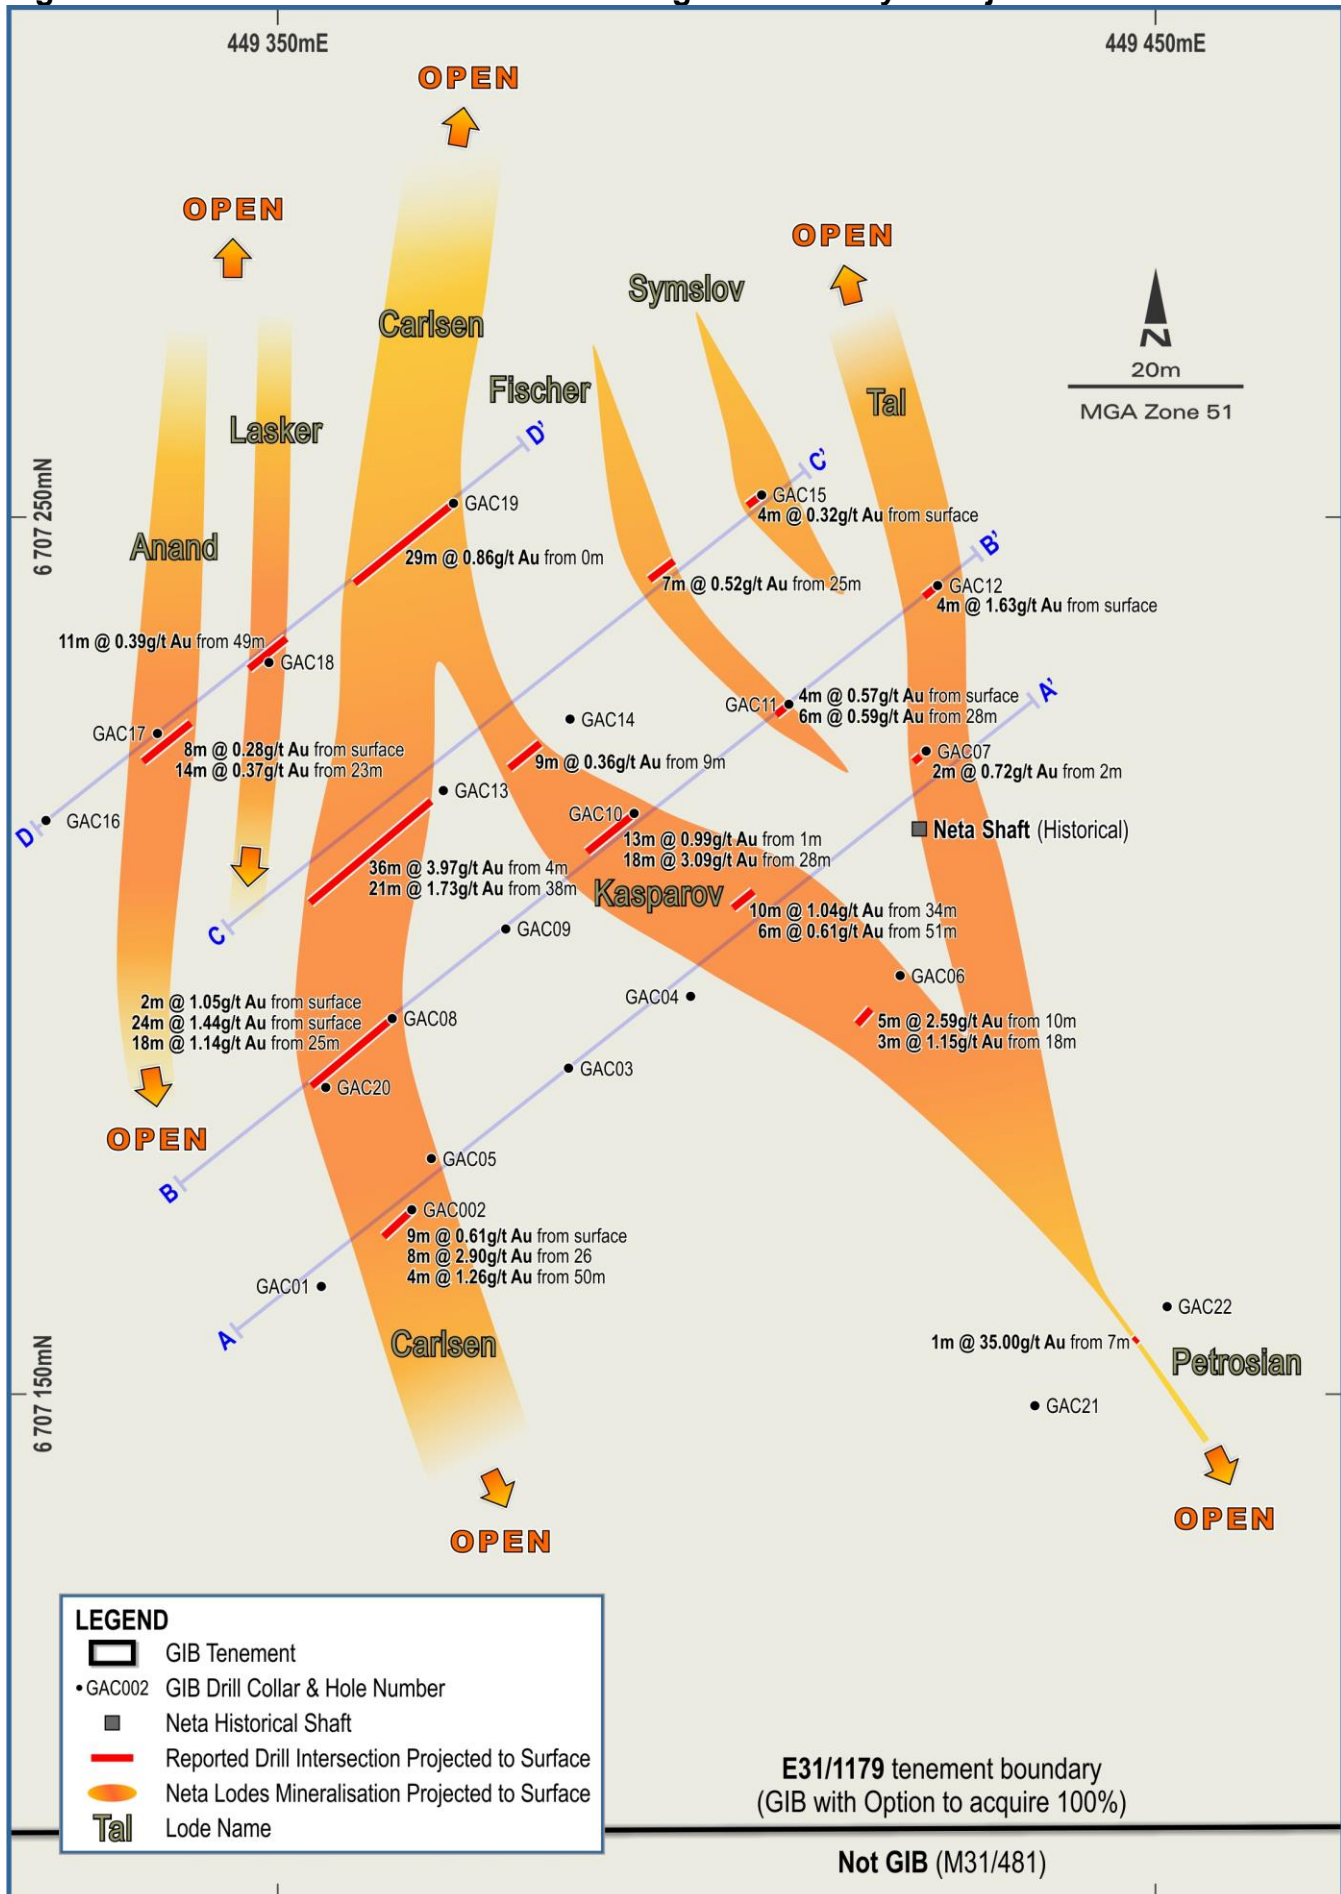 449 350mE
449 450mE
OPEN
OPEN
OPEN
Symslov
Carlsen
N
20m
MGA Zone 51
Fischer
Tal
Lasker
D'
C'
6 707 250mN
GAC15
4m @ 0.32g/t Au from surface
GAC19
Anand
B'
29m @ 0.86g/t Au from 0m
7m @ 0.52g/t Au from 25m
GAC12
4m @ 1.63g/t Au from surface
11m @ 0.39g/t Au from 49m
GAC18
A'
4m @ 0.57g/t Au from surface
GAC11
6m @ 0.59g/t Au from 28m
GAC14
GAC17
8m @ 0.28g/t Au from surface
14m @ 0.37g/t Au from 23m
GAC07
2m @ 0.72g/t Au from 2m
9m @ 0.36g/t Au from 9m
GAC13
GAC16
D
GAC10
Neta Shaft (Historical)
13m @ 0.99g/t Au from 1m
18m @ 3.09g/t Au from 28m
36m @ 3.97g/t Au from 4m
21m @ 1.73g/t Au from 38m
Kasparov
10m @ 1.04g/t Au from 34m
6m @ 0.61g/t Au from 51m
C
GAC09
GAC06
GAC04
2m @ 1.05g/t Au from surface
24m @ 1.44g/t Au from surface
18m @ 1.14g/t Au from 25m
GAC08
5m @ 2.59g/t Au from 10m
3m @ 1.15g/t Au from 18m
GAC03
GAC20
OPEN
GAC05
B
GAC002
9m @ 0.61g/t Au from surface
8m @ 2.90g/t Au from 26
4m @ 1.26g/t Au from 50m
GAC01
GAC22
A
Carlsen
1m @ 35.00g/t Au from 7m
Petrosian
6 707 150mN
GAC21
OPEN
OPEN
LEGEND
GIB Tenement
GAC002 GIB Drill Collar & Hole Number
Neta Historical Shaft
Reported Drill Intersection Projected to Surface
Neta Lodes Mineralisation Projected to Surface
Tal Lode Name
E31/1179 tenement boundary
(GIB with Option to acquire 100%)
Not GIB (M31/481)